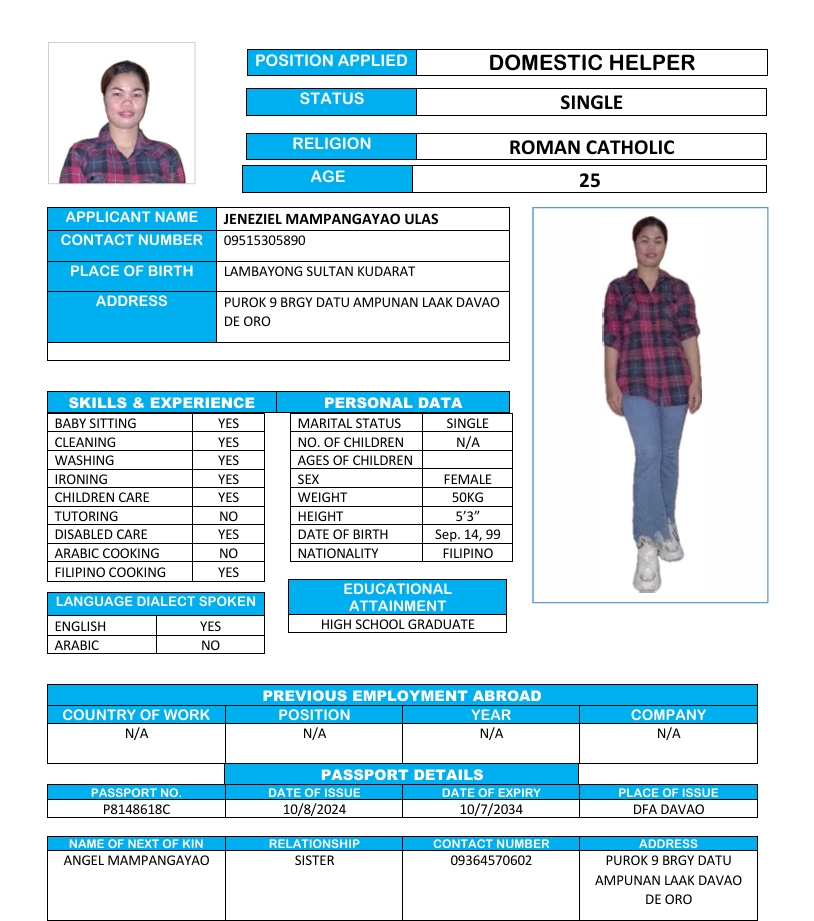 POSITION APPLIED DOMESTIC HELPER
STATUS SINGLE
RELIGION ROMAN CATHOLIC
AGE 25
APPLICANT NAME JENEZIEL MAMPANGAYAO ULAS
CONTACT NUMBER 09515305890
PLACE OF BIRTH LAMBAYONG SULTAN KUDARAT
ADDRESS PUROK 9 BRGY DATU AMPUNAN LAAK DAVAO
DE ORO
SKILLS & EXPERIENCE
BABY SITTING YES
CLEANING YES
WASHING YES
IRONING YES
CHILDREN CARE YES
TUTORING NO
DISABLED CARE YES
ARABIC COOKING NO
FILIPINO COOKING YES
LANGUAGE DIALECT SPOKEN
ENGLISH YES
ARABIC NO
PERSONAL DATA
MARITAL STATUS SINGLE
NO. OF CHILDREN N/A
AGES OF CHILDREN
SEX FEMALE
WEIGHT 50KG
HEIGHT 5’3”
DATE OF BIRTH Sep. 14, 99
NATIONALITY FILIPINO
EDUCATIONAL
ATTAINMENT
HIGH SCHOOL GRADUATE
PREVIOUS EMPLOYMENT ABROAD
COUNTRY OF WORK POSITION YEAR COMPANY
N/A N/A N/A N/A
PASSPORT DETAILS
PASSPORT NO. DATE OF ISSUE DATE OF EXPIRY PLACE OF ISSUE
P8148618C 10/8/2024 10/7/2034 DFA DAVAO
NAME OF NEXT OF KIN RELATIONSHIP CONTACT NUMBER ADDRESS
ANGEL MAMPANGAYAO SISTER 09364570602 PUROK 9 BRGY DATU
AMPUNAN LAAK DAVAO
DE ORO